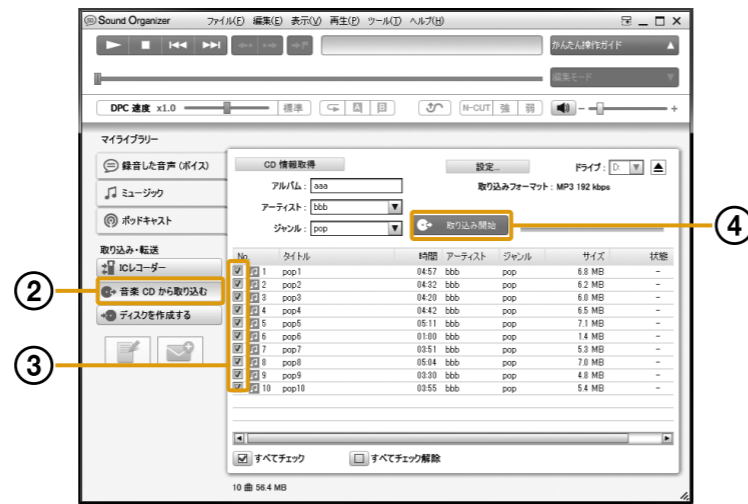 Sound Organizer ファイル(F) 編集(E) 表示(V) 再生(P) ツール(T) ヘルプ(H)
かんたん操作ガイド
編集モード
DPC 速度 x1.0 標準 A B N-CUT 強 弱 - +
マイライブラリー
録音した音声 (ボイス)
ミュージック
ポッドキャスト
取り込み・転送
ICレコーダー
② 音楽 CD から取り込む
ディスクを作成する
③
CD 情報取得 設定... ドライブ : D:
アルバム : aaa 取り込みフォーマット : MP3 192 kbps
アーティスト : bbb
ジャンル : pop 取り込み開始 ④
No. タイトル 時間 アーティスト ジャンル サイズ 状態
1 pop1 04:57 bbb pop 6.8 MB -
2 pop2 04:32 bbb pop 6.2 MB -
3 pop3 04:20 bbb pop 6.0 MB -
4 pop4 04:42 bbb pop 6.5 MB -
5 pop5 05:11 bbb pop 7.1 MB -
6 pop6 01:00 bbb pop 1.4 MB -
7 pop7 03:51 bbb pop 5.3 MB -
8 pop8 05:04 bbb pop 7.0 MB -
9 pop9 03:30 bbb pop 4.8 MB -
10 pop10 03:55 bbb pop 5.4 MB -
すべてチェック すべてチェック解除
10 曲 56.4 MB